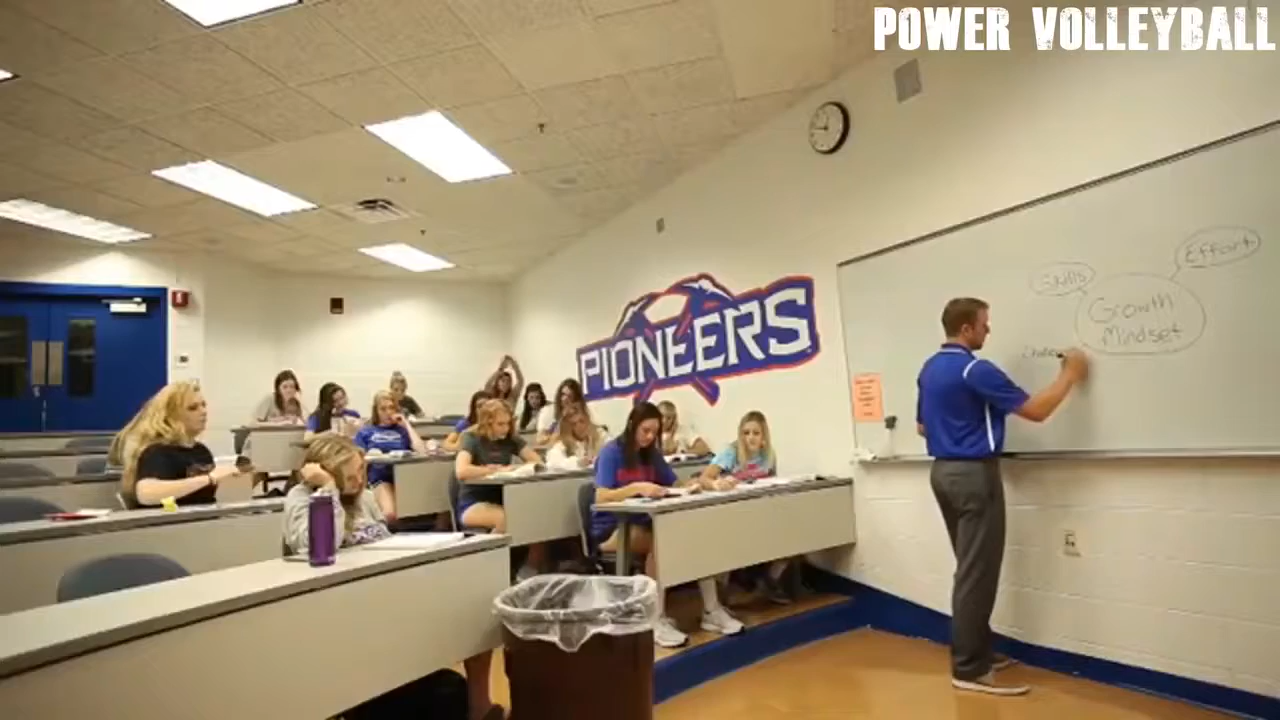 POWER VOLLEYBALL
PIONEERS
Effort
Skills
Growth
Mindset